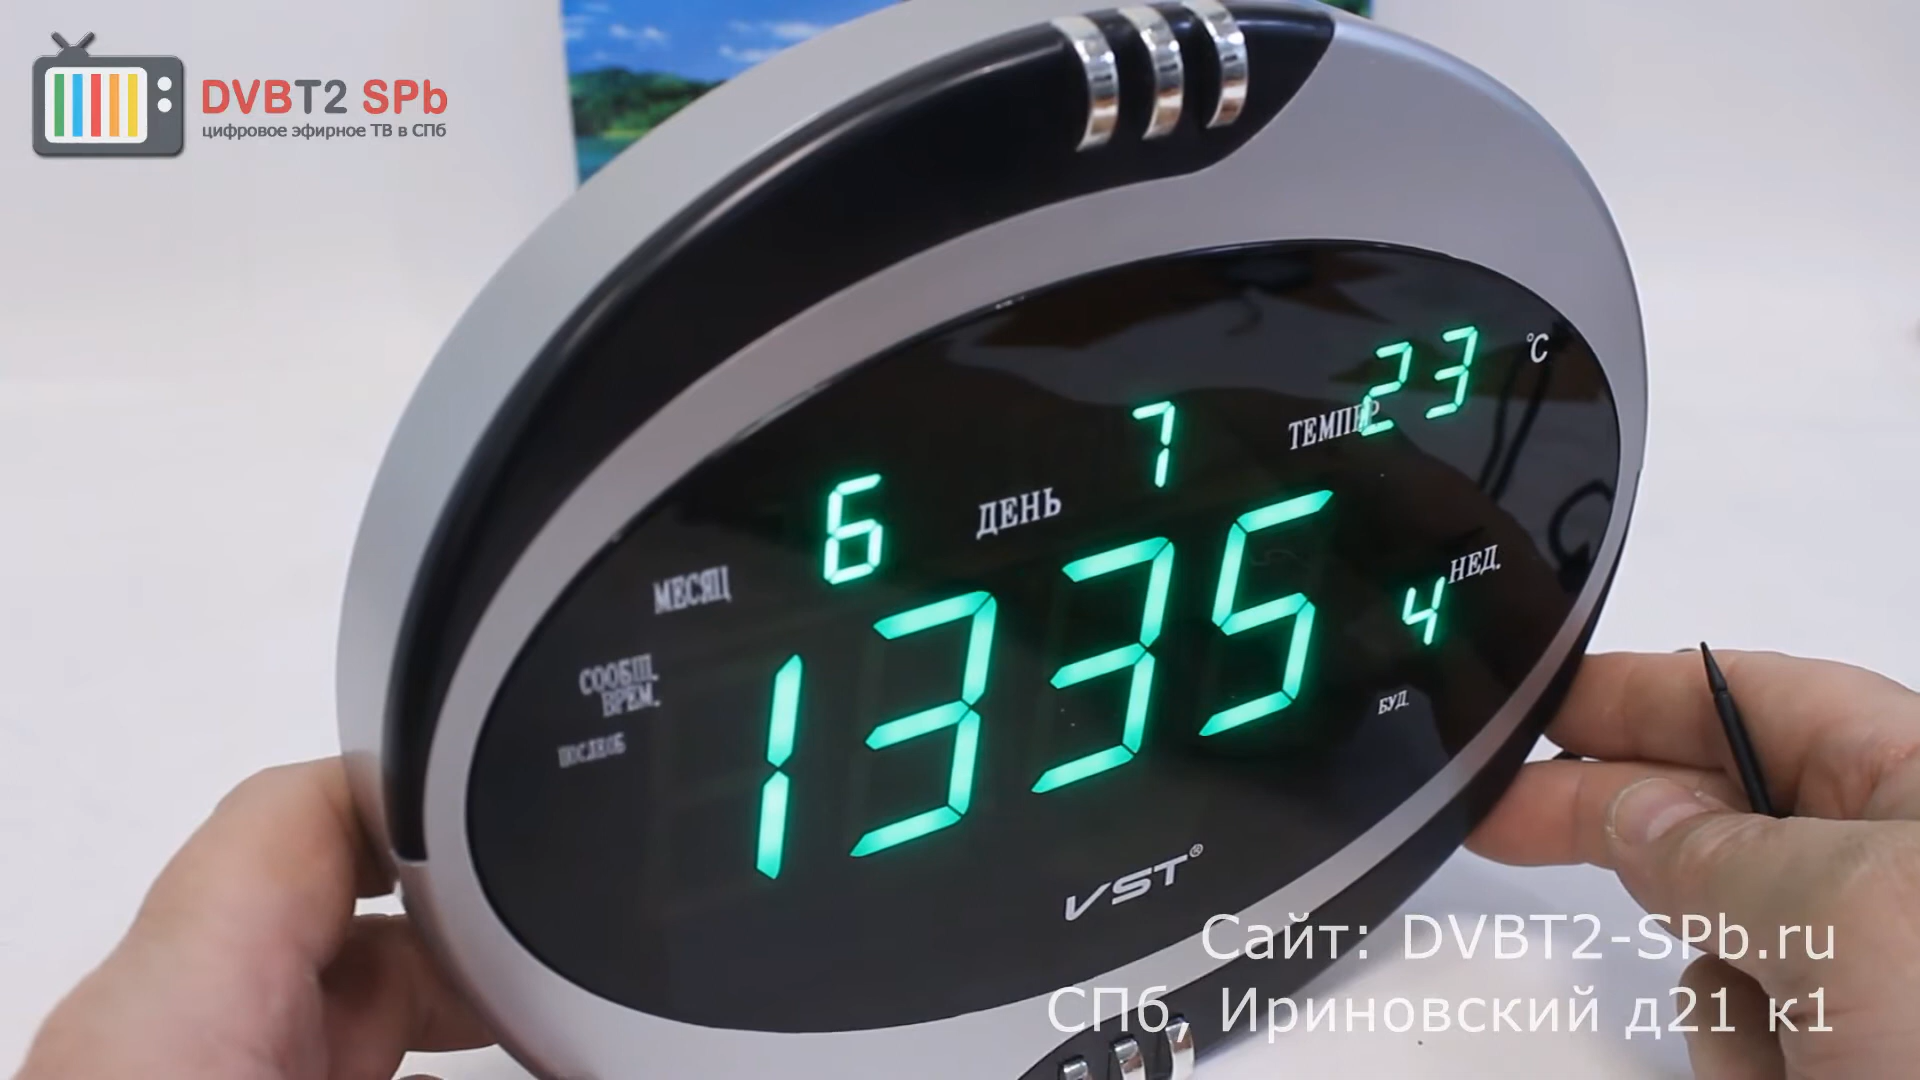 DVBT2 SPb
цифровое эфирное ТВ в СПб
23 °C
ТЕМПЕР
7
ДЕНЬ
6
МЕСЯЦ
НЕД.
4
СООБЩ.
ВРЕМ.
1335
БУД.
VST®
Сайт: DVBT2-SPb.ru
СПб, Ириновский д21 к1